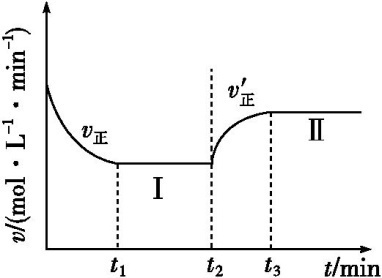 v/(mol · L⁻¹ · min⁻¹)
v正
v′正
Ⅰ
Ⅱ
t₁
t₂
t₃
t/min